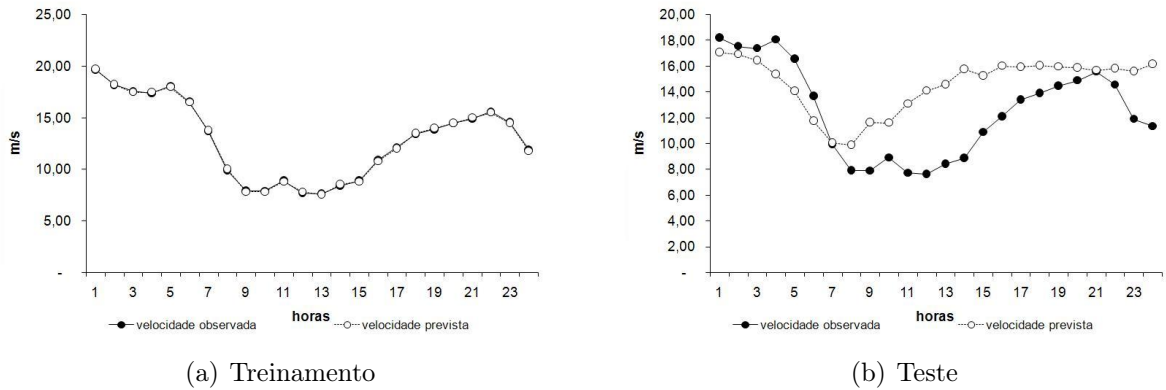 25,00
20,00
15,00
10,00
5,00
-
m/s
1 3 5 7 9 11 13 15 17 19 21 23
horas
velocidade observada velocidade prevista
(a) Treinamento
20,00
18,00
16,00
14,00
12,00
10,00
8,00
6,00
4,00
2,00
-
m/s
1 3 5 7 9 11 13 15 17 19 21 23
horas
velocidade observada velocidade prevista
(b) Teste